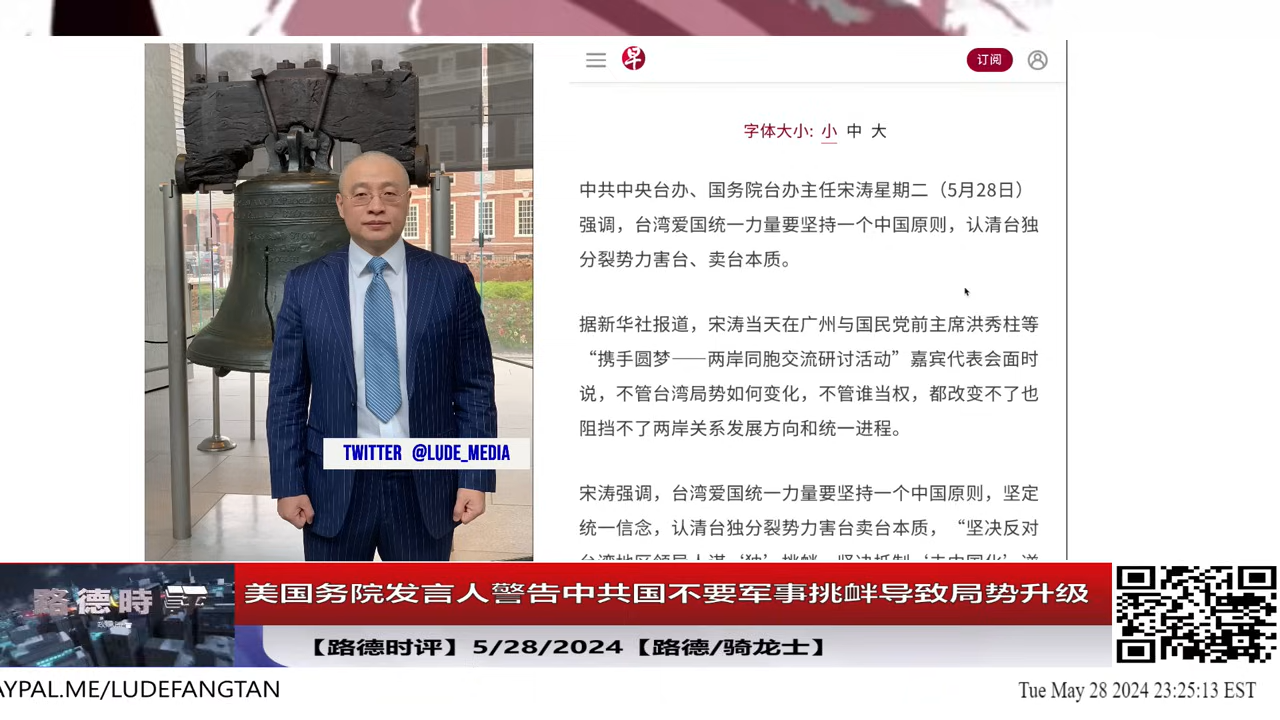 早
订阅
字体大小: 小 中 大
中共中央台办、国务院台办主任宋涛星期二（5月28日）
强调，台湾爱国统一力量要坚持一个中国原则，认清台独
分裂势力害台、卖台本质。
据新华社报道，宋涛当天在广州与国民党前主席洪秀柱等
“携手圆梦——两岸同胞交流研讨活动”嘉宾代表会面时
说，不管台湾局势如何变化，不管谁当权，都改变不了也
阻挡不了两岸关系发展方向和统一进程。
宋涛强调，台湾爱国统一力量要坚持一个中国原则，坚定
统一信念，认清台独分裂势力害台卖台本质，“坚决反对
TWITTER @LUDE_MEDIA
路德時
美国务院发言人警告中共国不要军事挑衅导致局势升级
【路德时评】5/28/2024【路德/骑龙士】
AYPAL.ME/LUDEFANGTAN
Tue May 28 2024 23:25:13 EST